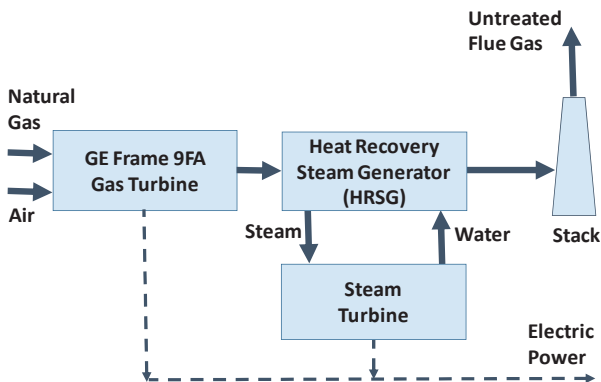 Untreated
Flue Gas
Natural
Gas
GE Frame 9FA
Gas Turbine
Heat Recovery
Steam Generator
(HRSG)
Air
Steam
Water
Stack
Steam
Turbine
Electric
Power